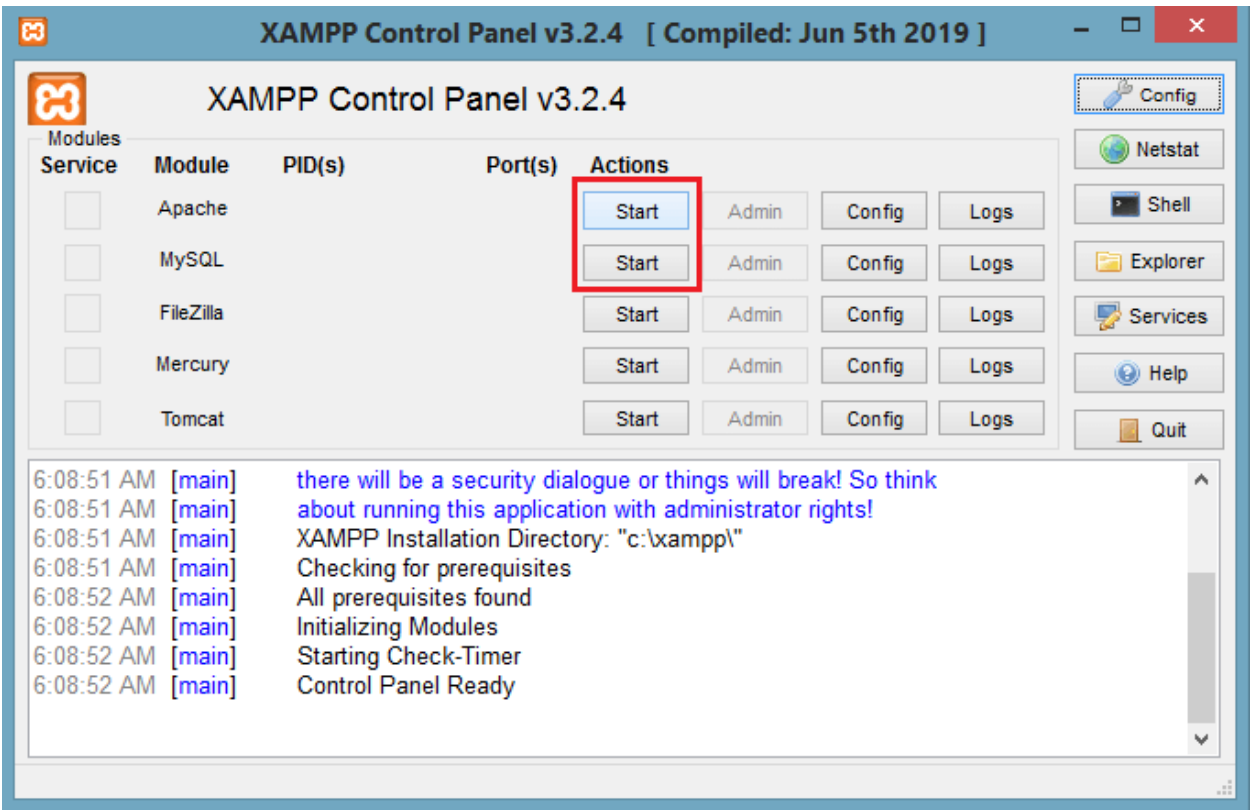 XAMPP Control Panel v3.2.4 [ Compiled: Jun 5th 2019 ]
XAMPP Control Panel v3.2.4
Config
Modules
Service Module PID(s) Port(s) Actions
Netstat
Apache Start Admin Config Logs
Shell
MySQL Start Admin Config Logs
Explorer
FileZilla Start Admin Config Logs
Services
Mercury Start Admin Config Logs
Help
Tomcat Start Admin Config Logs
Quit
6:08:51 AM [main] there will be a security dialogue or things will break! So think
6:08:51 AM [main] about running this application with administrator rights!
6:08:51 AM [main] XAMPP Installation Directory: "c:\xampp\"
6:08:51 AM [main] Checking for prerequisites
6:08:52 AM [main] All prerequisites found
6:08:52 AM [main] Initializing Modules
6:08:52 AM [main] Starting Check-Timer
6:08:52 AM [main] Control Panel Ready